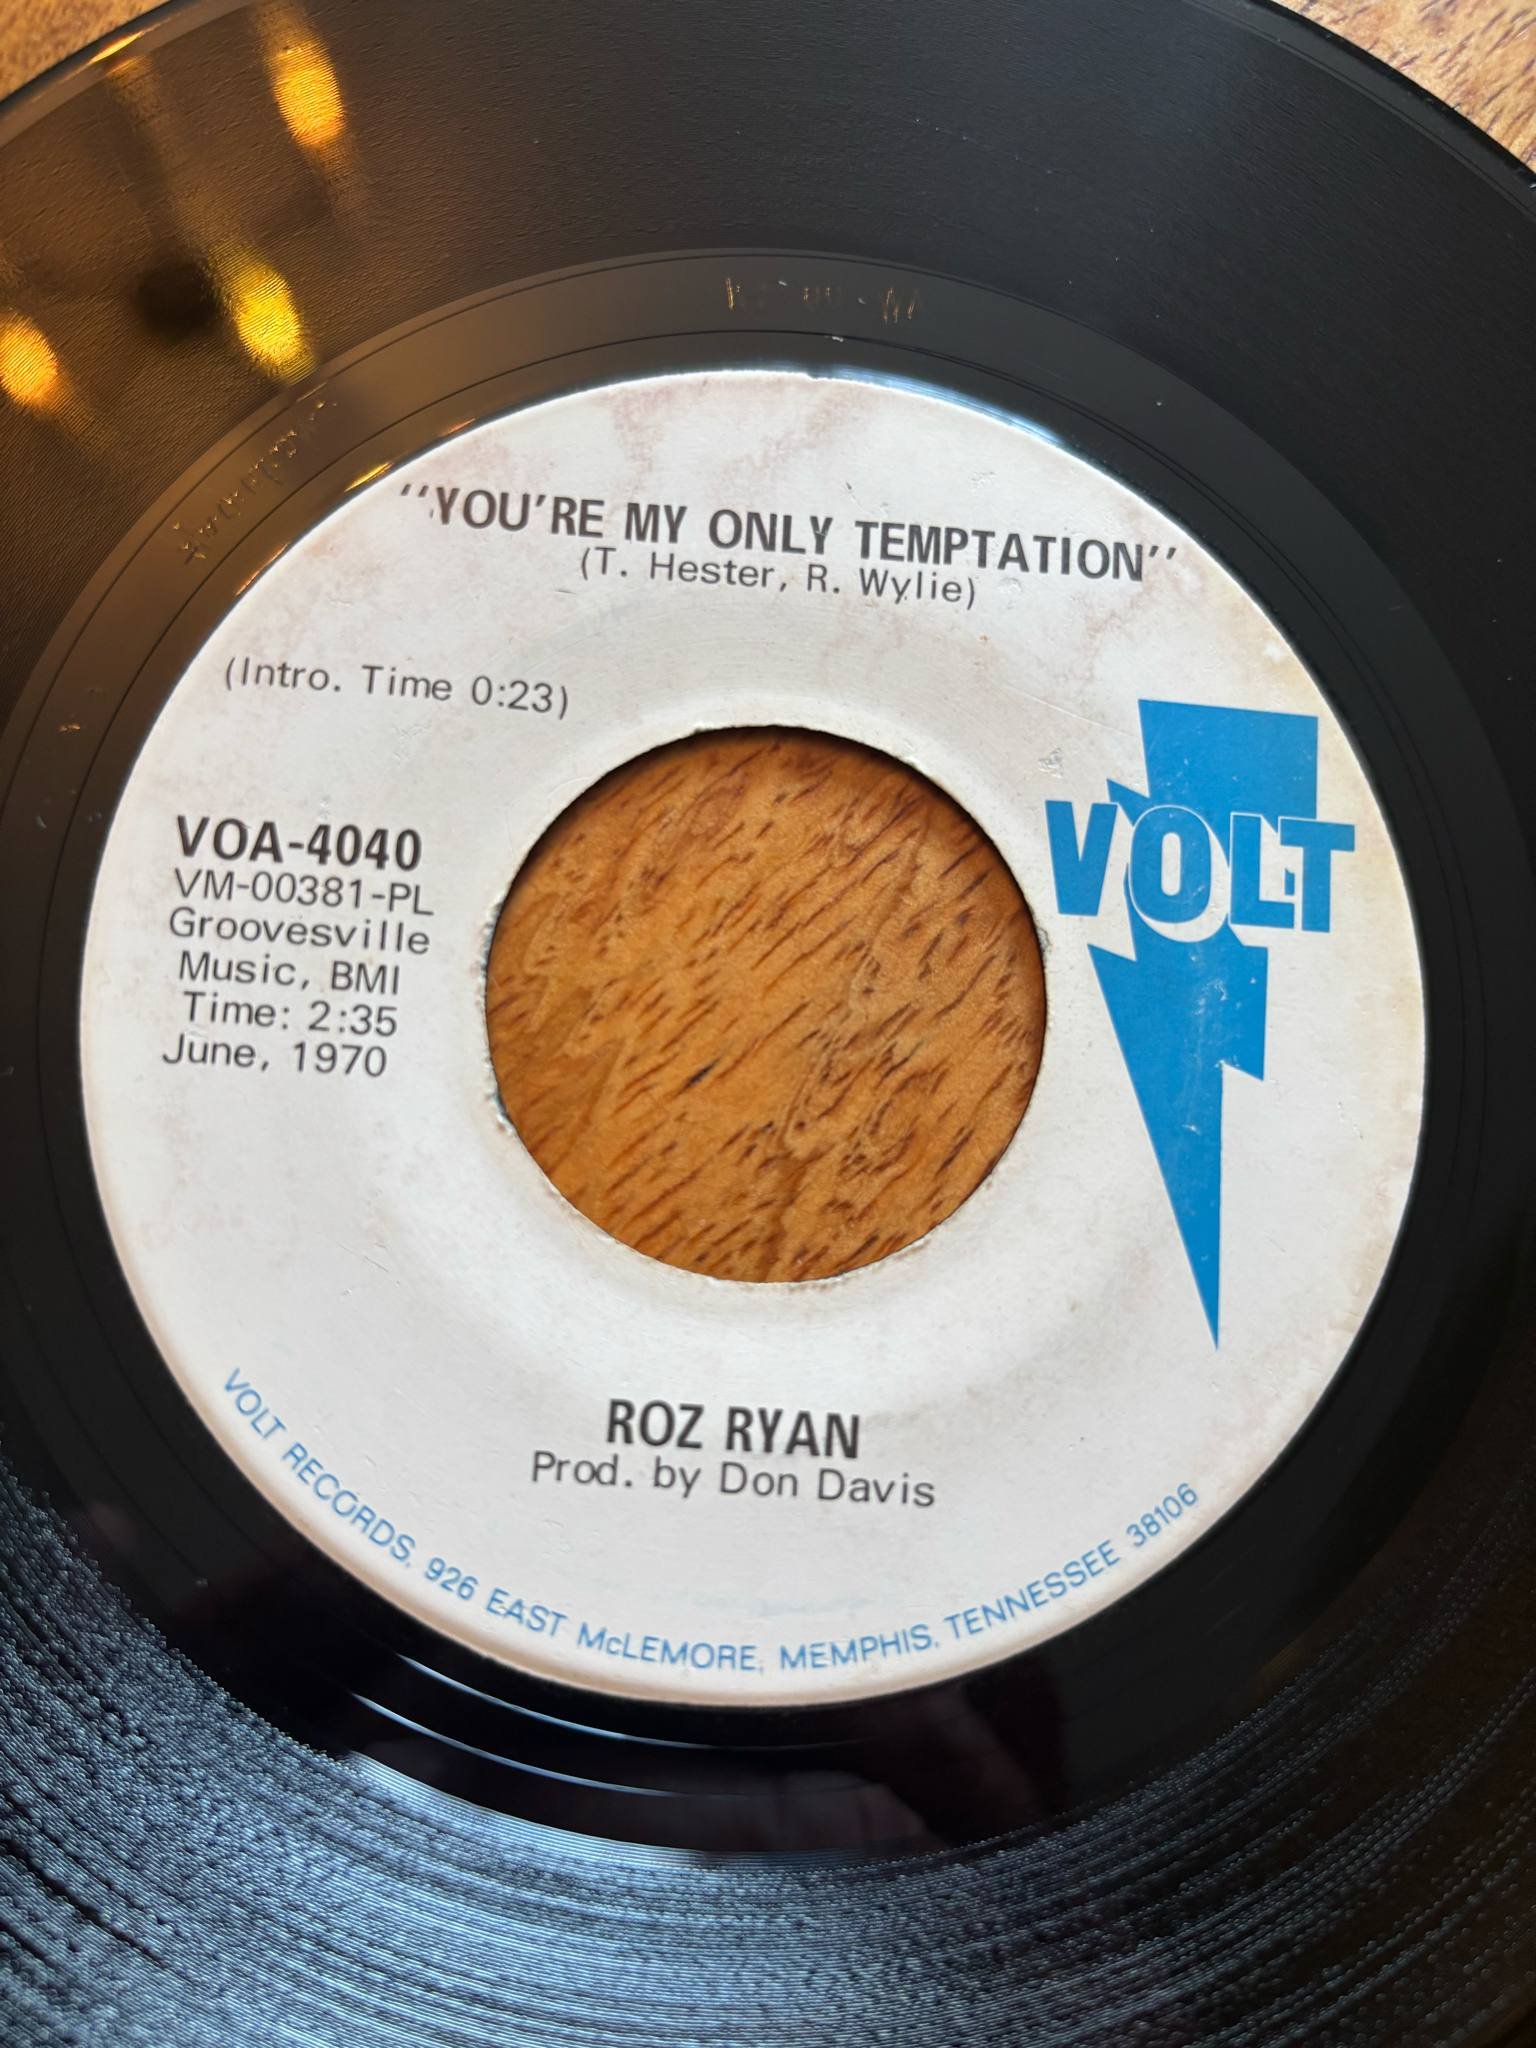 "YOU'RE MY ONLY TEMPTATION"
(T. Hester, R. Wylie)
(Intro. Time 0:23)
VOA-4040
VM-00381-PL
Groovesville
Music, BMI
Time: 2:35
June, 1970
VOLT
ROZ RYAN
Prod. by Don Davis
VOLT RECORDS, 926 EAST McLEMORE, MEMPHIS, TENNESSEE 38106